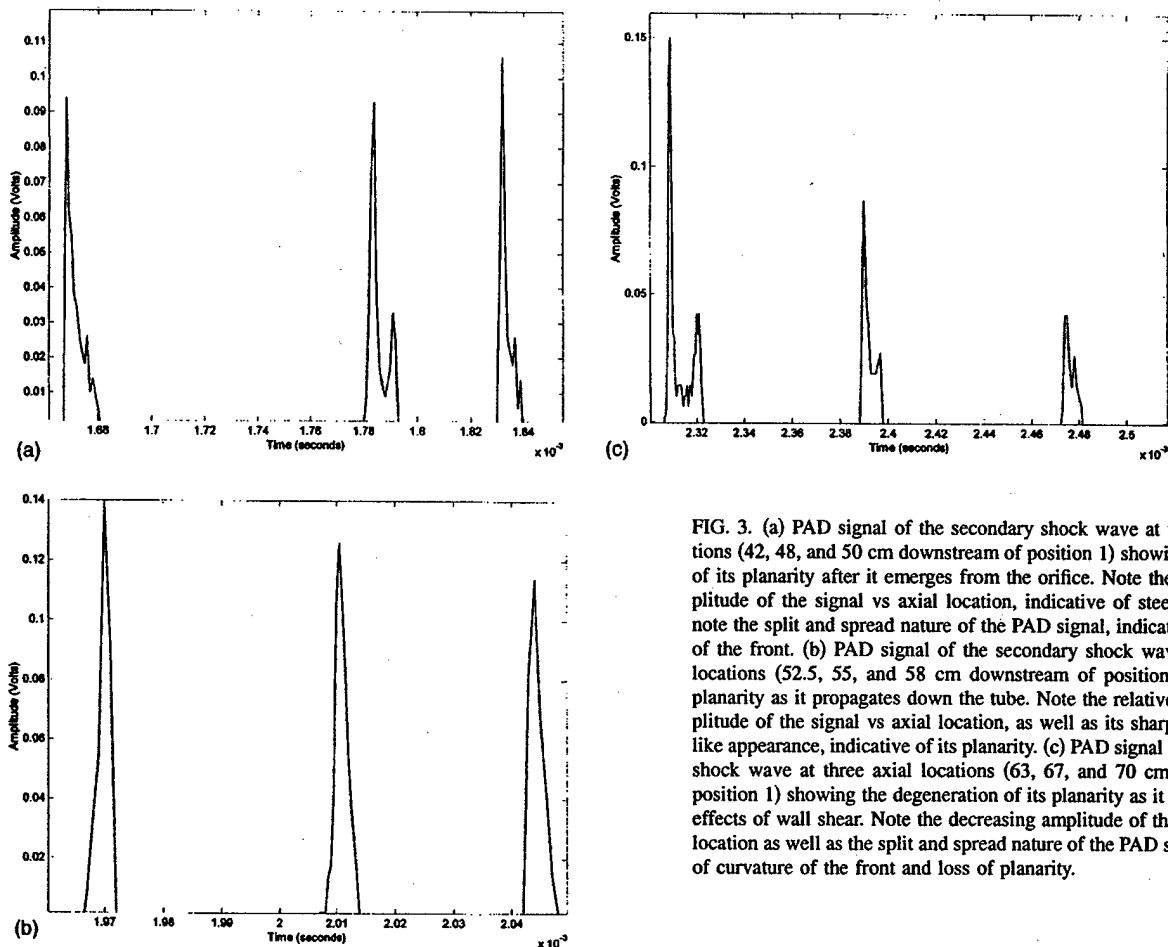 0.11
0.1
0.09
0.08
0.07
0.06
0.05
0.04
0.03
0.02
0.01
Amplitude (Volts)
1.68
1.7
1.72
1.74
1.76
1.78
1.8
1.82
1.84
Time (seconds)
x 10⁻³
(a)
0.15
0.1
0.05
0
Amplitude (Volts)
2.32
2.34
2.36
2.38
2.4
2.42
2.44
2.46
2.48
2.5
Time (seconds)
x 10⁻³
(c)
0.14
0.12
0.1
0.08
0.06
0.04
0.02
Amplitude (Volts)
1.97
1.98
1.99
2
2.01
2.02
2.03
2.04
Time (seconds)
x 10⁻³
(b)
FIG. 3. (a) PAD signal of the secondary shock wave at
tions (42, 48, and 50 cm downstream of position 1) showi
of its planarity after it emerges from the orifice. Note the
plitude of the signal vs axial location, indicative of stee
note the split and spread nature of the PAD signal, indicat
of the front. (b) PAD signal of the secondary shock wav
locations (52.5, 55, and 58 cm downstream of position
planarity as it propagates down the tube. Note the relative
plitude of the signal vs axial location, as well as its sharp
like appearance, indicative of its planarity. (c) PAD signal
shock wave at three axial locations (63, 67, and 70 cm
position 1) showing the degeneration of its planarity as it
effects of wall shear. Note the decreasing amplitude of th
location as well as the split and spread nature of the PAD s
of curvature of the front and loss of planarity.